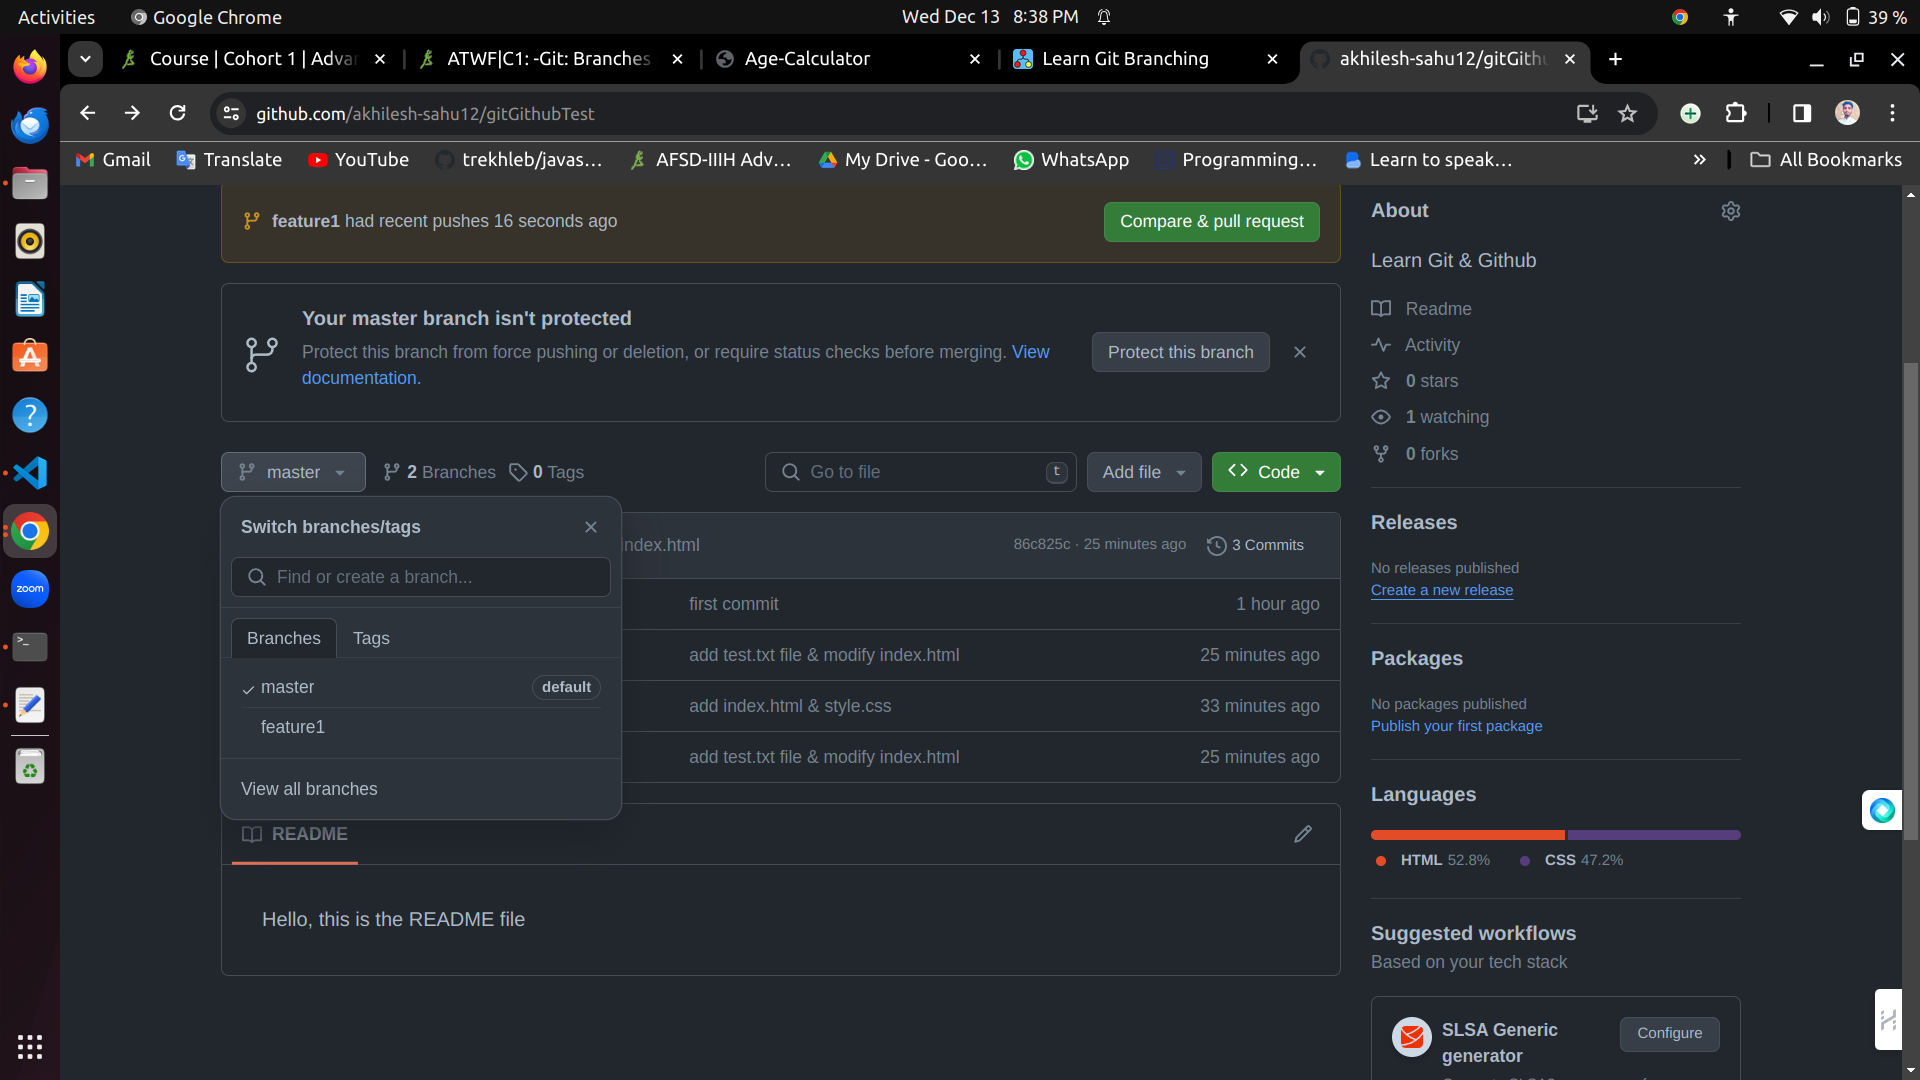 Activities
Google Chrome
Wed Dec 13 8:38 PM
39 %
Course | Cohort 1 | Advan
ATWF|C1: -Git: Branches
Age-Calculator
Learn Git Branching
akhilesh-sahu12/gitGithu
github.com/akhilesh-sahu12/gitGithubTest
Gmail
Translate
YouTube
trekhleb/javas...
AFSD-IIIH Adv...
My Drive - Goo...
WhatsApp
Programming...
Learn to speak...
»
All Bookmarks
feature1 had recent pushes 16 seconds ago
Compare & pull request
Your master branch isn't protected
Protect this branch from force pushing or deletion, or require status checks before merging. View
documentation.
Protect this branch
master
2 Branches
0 Tags
Go to file
t
Add file
Code
Switch branches/tags
Find or create a branch...
Branches
Tags
master
default
feature1
View all branches
index.html
86c825c · 25 minutes ago
3 Commits
first commit
1 hour ago
add test.txt file & modify index.html
25 minutes ago
add index.html & style.css
33 minutes ago
add test.txt file & modify index.html
25 minutes ago
README
Hello, this is the README file
About
Learn Git & Github
Readme
Activity
0 stars
1 watching
0 forks
Releases
No releases published
Create a new release
Packages
No packages published
Publish your first package
Languages
HTML 52.8%
CSS 47.2%
Suggested workflows
Based on your tech stack
SLSA Generic
generator
Configure
zoom